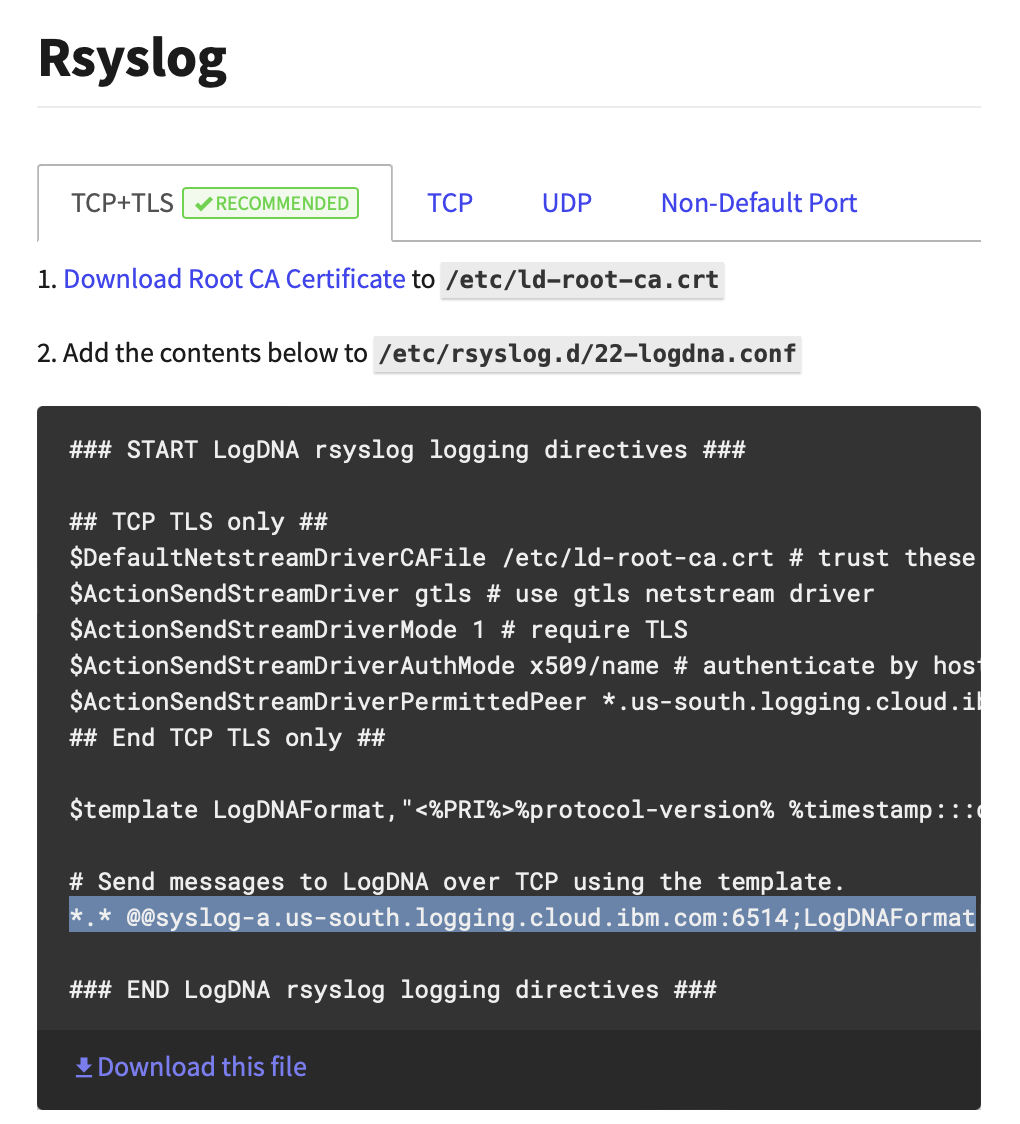 Rsyslog
TCP+TLS RECOMMENDED TCP UDP Non-Default Port
1. Download Root CA Certificate to /etc/ld-root-ca.crt
2. Add the contents below to /etc/rsyslog.d/22-logdna.conf
### START LogDNA rsyslog logging directives ###
## TCP TLS only ##
$DefaultNetstreamDriverCAFile /etc/ld-root-ca.crt # trust these
$ActionSendStreamDriver gtls # use gtls netstream driver
$ActionSendStreamDriverMode 1 # require TLS
$ActionSendStreamDriverAuthMode x509/name # authenticate by host
$ActionSendStreamDriverPermittedPeer *.us-south.logging.cloud.ib
## End TCP TLS only ##
$template LogDNAFormat,"<%PRI%>%protocol-version% %timestamp:::d
# Send messages to LogDNA over TCP using the template.
*.* @@syslog-a.us-south.logging.cloud.ibm.com:6514;LogDNAFormat
### END LogDNA rsyslog logging directives ###
Download this file